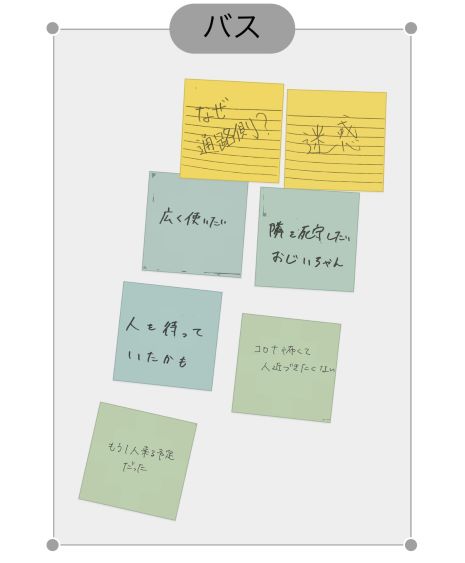 バス
なぜ
通路側?
迷惑
広く使いたい
隣を死守したい
おじいちゃん
人を待って
いたかも
コロナが怖くて
人近づきたくない
もう1人来る予定
だった